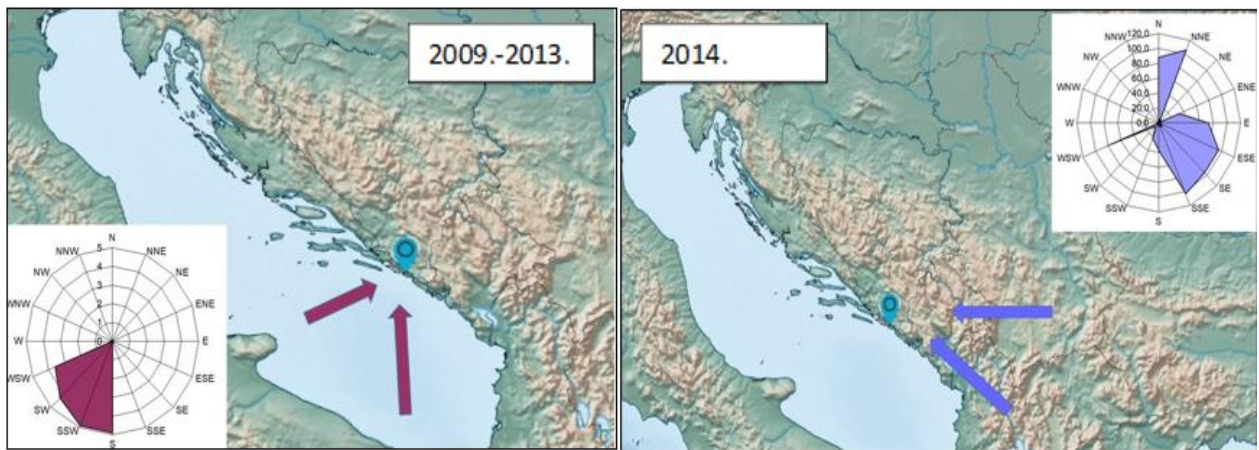 2009.-2013.
N
NNE
NE
ENE
E
ESE
SE
SSE
S
SSW
SW
WSW
W
WNW
NW
NNW
5
4
3
2
1
0
2014.
N
NNE
NE
ENE
E
ESE
SE
SSE
S
SSW
SW
WSW
W
WNW
NW
NNW
120.0
100.0
80.0
60.0
40.0
20.0
0.0